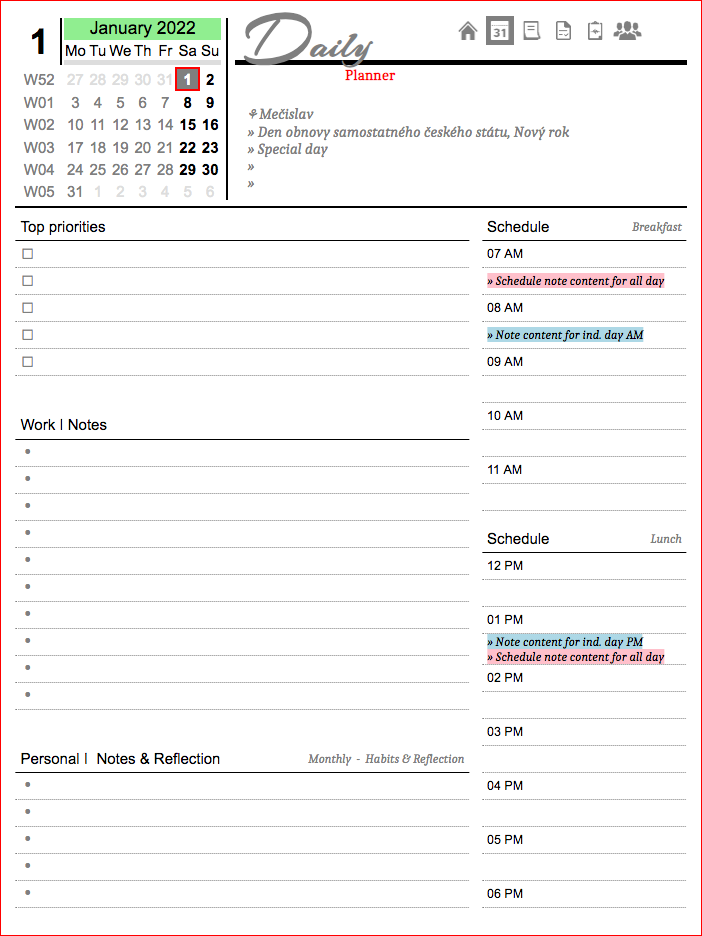 1
January 2022
Mo Tu We Th Fr Sa Su
W52 27 28 29 30 31 1 2
W01 3 4 5 6 7 8 9
W02 10 11 12 13 14 15 16
W03 17 18 19 20 21 22 23
W04 24 25 26 27 28 29 30
W05 31 1 2 3 4 5 6
Daily
Planner
31
⚘ Mečislav
» Den obnovy samostatného českého státu, Nový rok
» Special day
»
»
Top priorities
☐
☐
☐
☐
☐
Work | Notes
•
•
•
•
•
•
•
•
•
•
Personal | Notes & Reflection Monthly - Habits & Reflection
•
•
•
•
•
Schedule Breakfast
07 AM
» Schedule note content for all day
08 AM
» Note content for ind. day AM
09 AM
10 AM
11 AM
Schedule Lunch
12 PM
01 PM
» Note content for ind. day PM
» Schedule note content for all day
02 PM
03 PM
04 PM
05 PM
06 PM